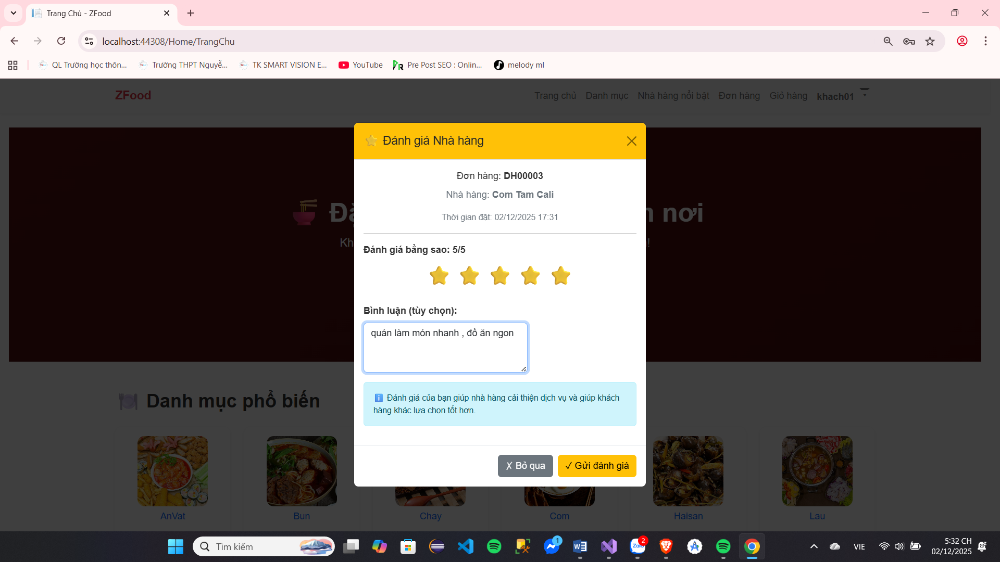 Trang Chủ - ZFood
localhost:44308/Home/TrangChu
QL Trường học thôn...
Trường THPT Nguyễ...
TK SMART VISION E...
YouTube
Pre Post SEO : Onlin...
melody ml
ZFood
Trang chủ
Danh mục
Nhà hàng nổi bật
Đơn hàng
Giỏ hàng
khach01
Đánh giá Nhà hàng
Đơn hàng: DH00003
Nhà hàng: Com Tam Cali
Thời gian đặt: 02/12/2025 17:31
nơi
Đánh giá bằng sao: 5/5
Bình luận (tùy chọn):
quán làm món nhanh , đồ ăn ngon
Đánh giá của bạn giúp nhà hàng cải thiện dịch vụ và giúp khách
hàng khác lựa chọn tốt hơn.
✗ Bỏ qua
✓ Gửi đánh giá
Danh mục phổ biến
AnVat
Bun
Chay
Com
Haisan
Lau
Tìm kiếm
1
Zalo
2
VIE
5:32 CH
02/12/2025